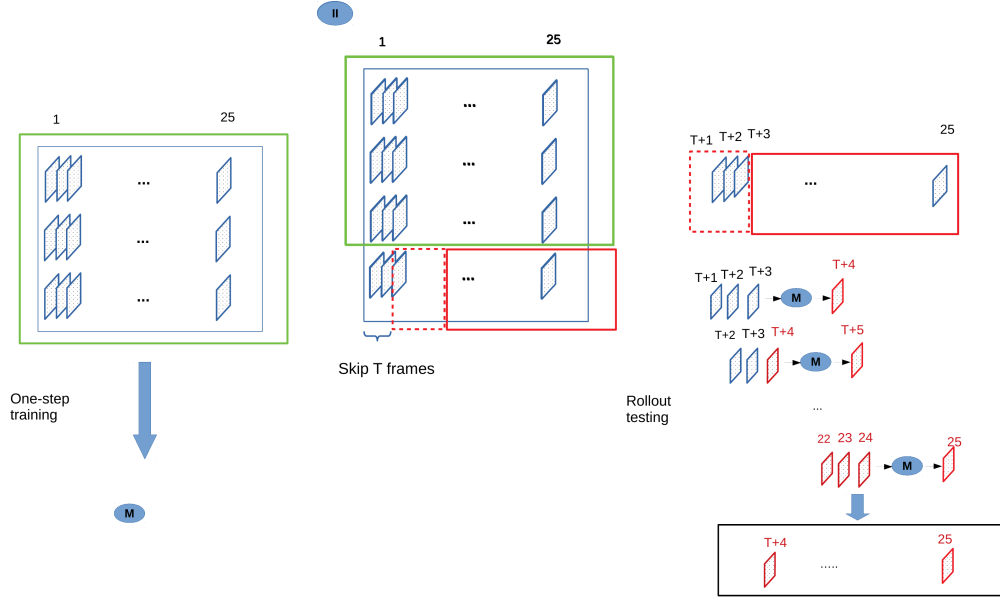 II
1
25
...
...
...
...
Skip T frames
1
25
...
...
...
One-step
training
M
T+1 T+2 T+3
25
...
T+1 T+2 T+3
M
T+4
T+2 T+3 T+4
M
T+5
...
Rollout
testing
22 23 24
M
25
T+4
.....
25